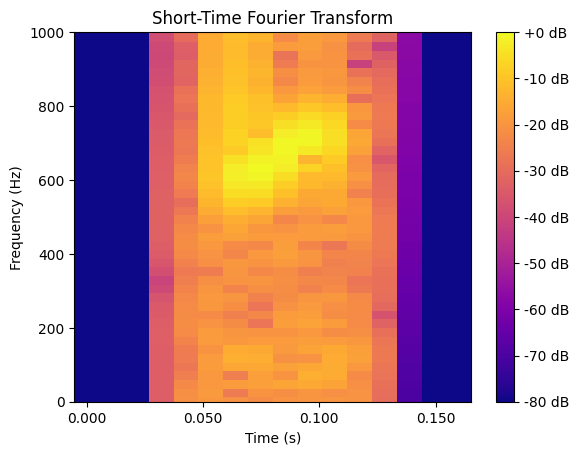 Short-Time Fourier Transform
Frequency (Hz)
1000
800
600
400
200
0
0.000
0.050
0.100
0.150
Time (s)
+0 dB
-10 dB
-20 dB
-30 dB
-40 dB
-50 dB
-60 dB
-70 dB
-80 dB